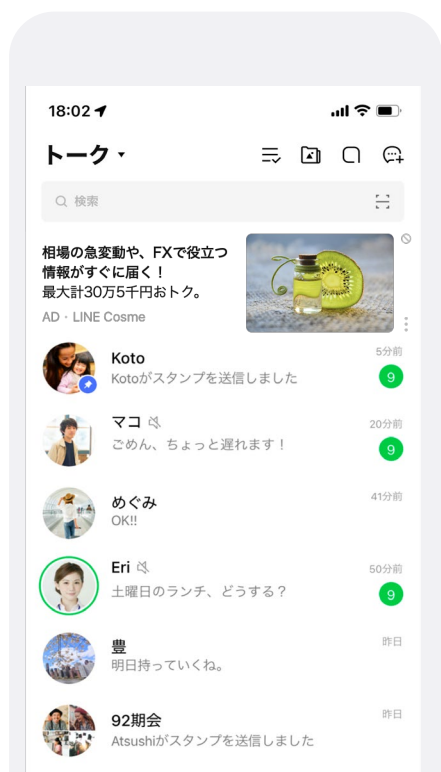 18:02
トーク
検索
相場の急変動や、FXで役立つ
情報がすぐに届く！
最大計30万5千円おトク。
AD・LINE Cosme
Koto
5分前
Kotoがスタンプを送信しました
9
マコ
20分前
ごめん、ちょっと遅れます！
9
めぐみ
41分前
OK!!
Eri
50分前
土曜日のランチ、どうする？
9
豊
昨日
明日持っていくね。
92期会
昨日
Atsushiがスタンプを送信しました